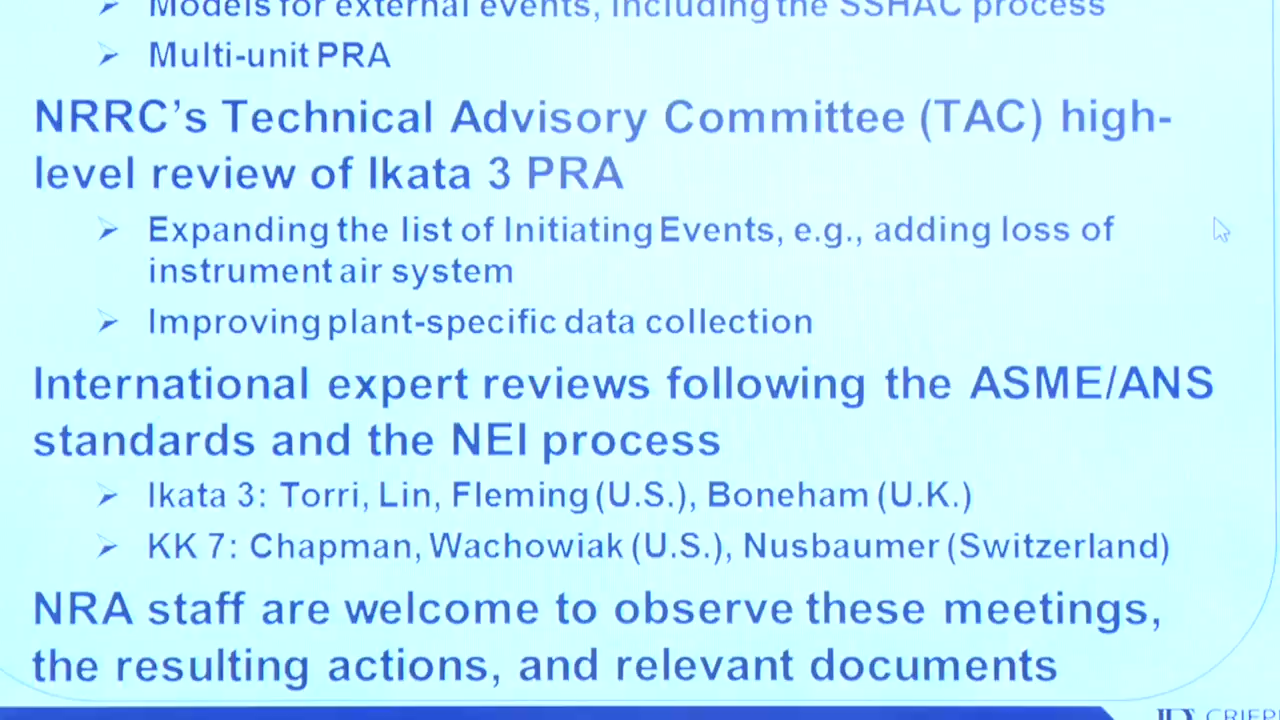 Models for external events, including the SSHAC process
Multi-unit PRA
NRRC's Technical Advisory Committee (TAC) high-
level review of Ikata 3 PRA
Expanding the list of Initiating Events, e.g., adding loss of
instrument air system
Improving plant-specific data collection
International expert reviews following the ASME/ANS
standards and the NEI process
Ikata 3: Torri, Lin, Fleming (U.S.), Boneham (U.K.)
KK 7: Chapman, Wachowiak (U.S.), Nusbaumer (Switzerland)
NRA staff are welcome to observe these meetings,
the resulting actions, and relevant documents